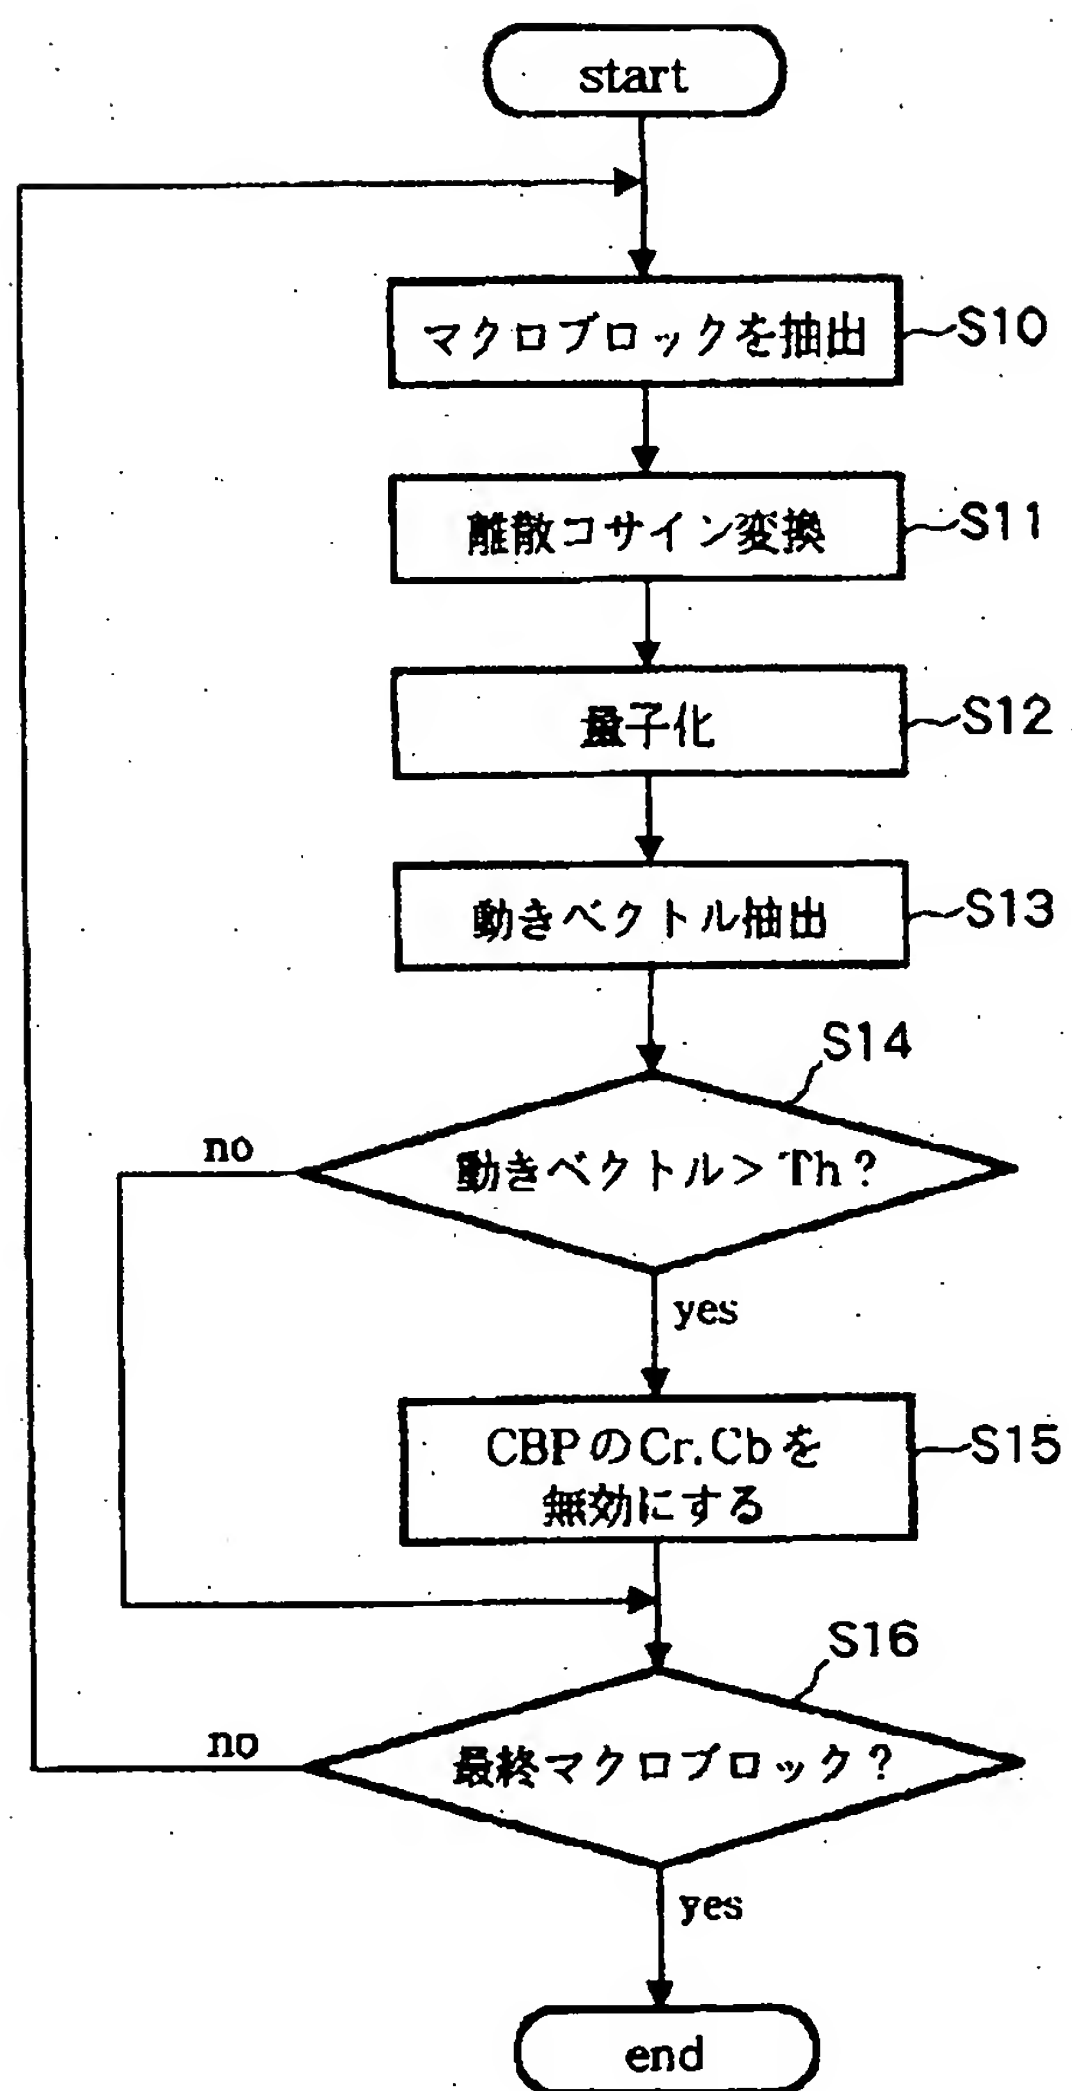 start
マクロブロックを抽出
S10
離散コサイン変換
S11
量子化
S12
動きベクトル抽出
S13
S14
no
動きベクトル＞Th？
yes
CBPのCr.Cbを
無効にする
S15
S16
no
最終マクロブロック？
yes
end